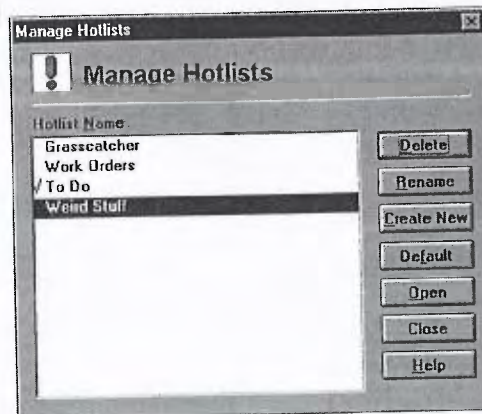 Manage Hotlists
Manage Hotlists
Hotlist Name
Grasscatcher
Work Orders
√ To Do
Weird Stuff
Delete
Rename
Create New
Default
Open
Close
Help